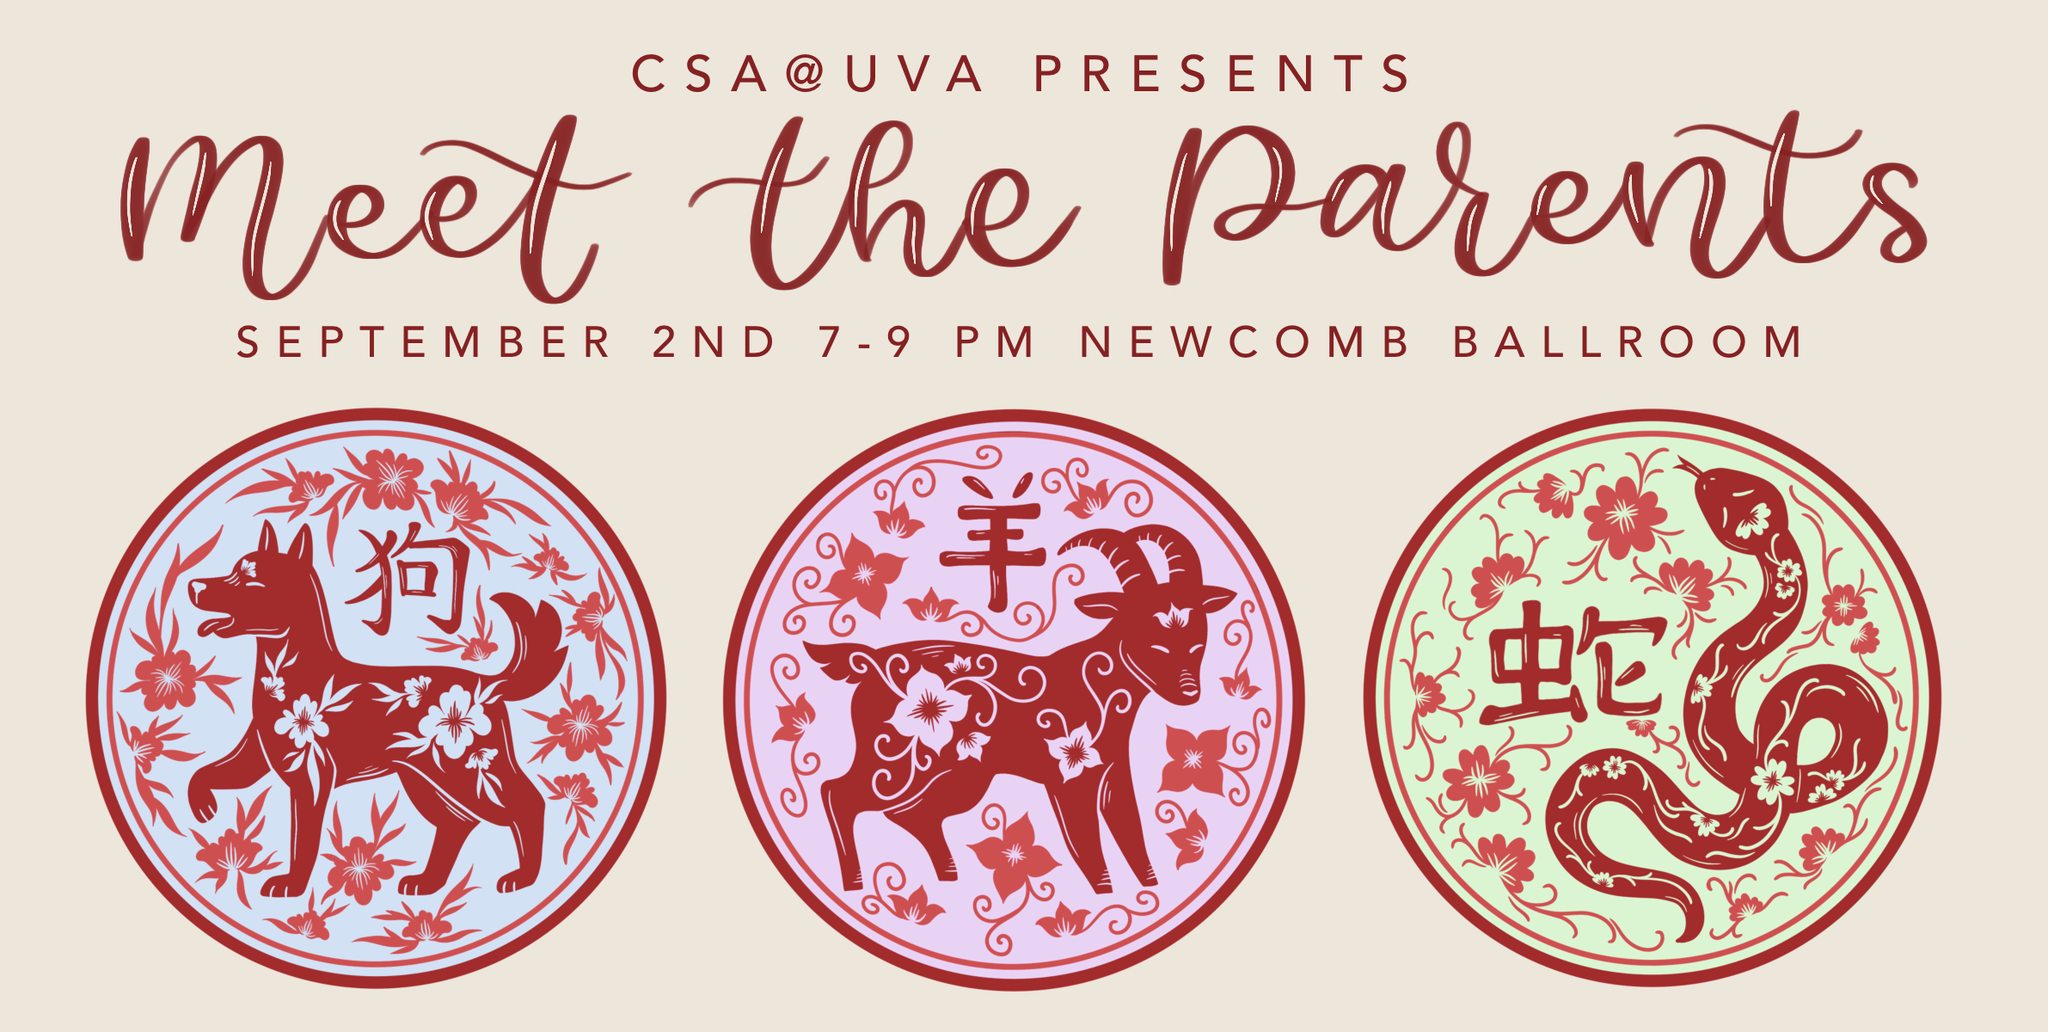 CSA@UVA PRESENTS
Meet the Parents
SEPTEMBER 2ND 7-9 PM NEWCOMB BALLROOM
狗
羊
蛇